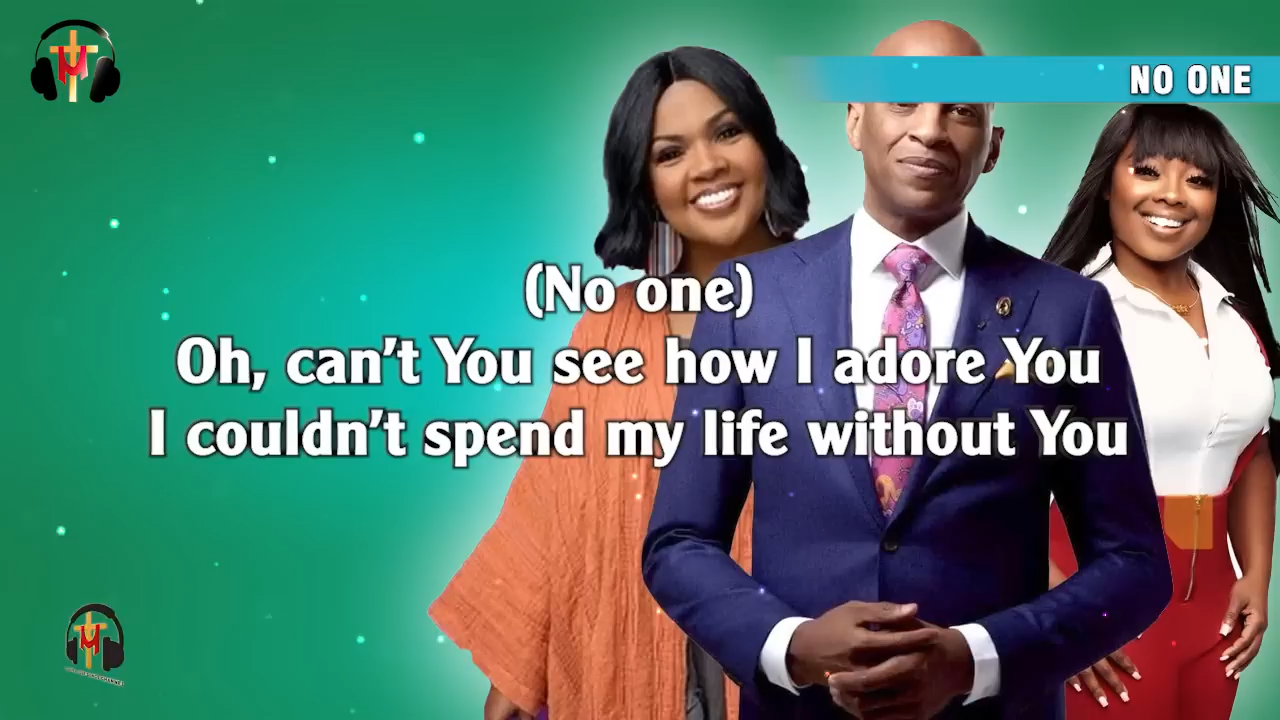 NO ONE
(No one)
Oh, can't You see how I adore You
I couldn't spend my life without You